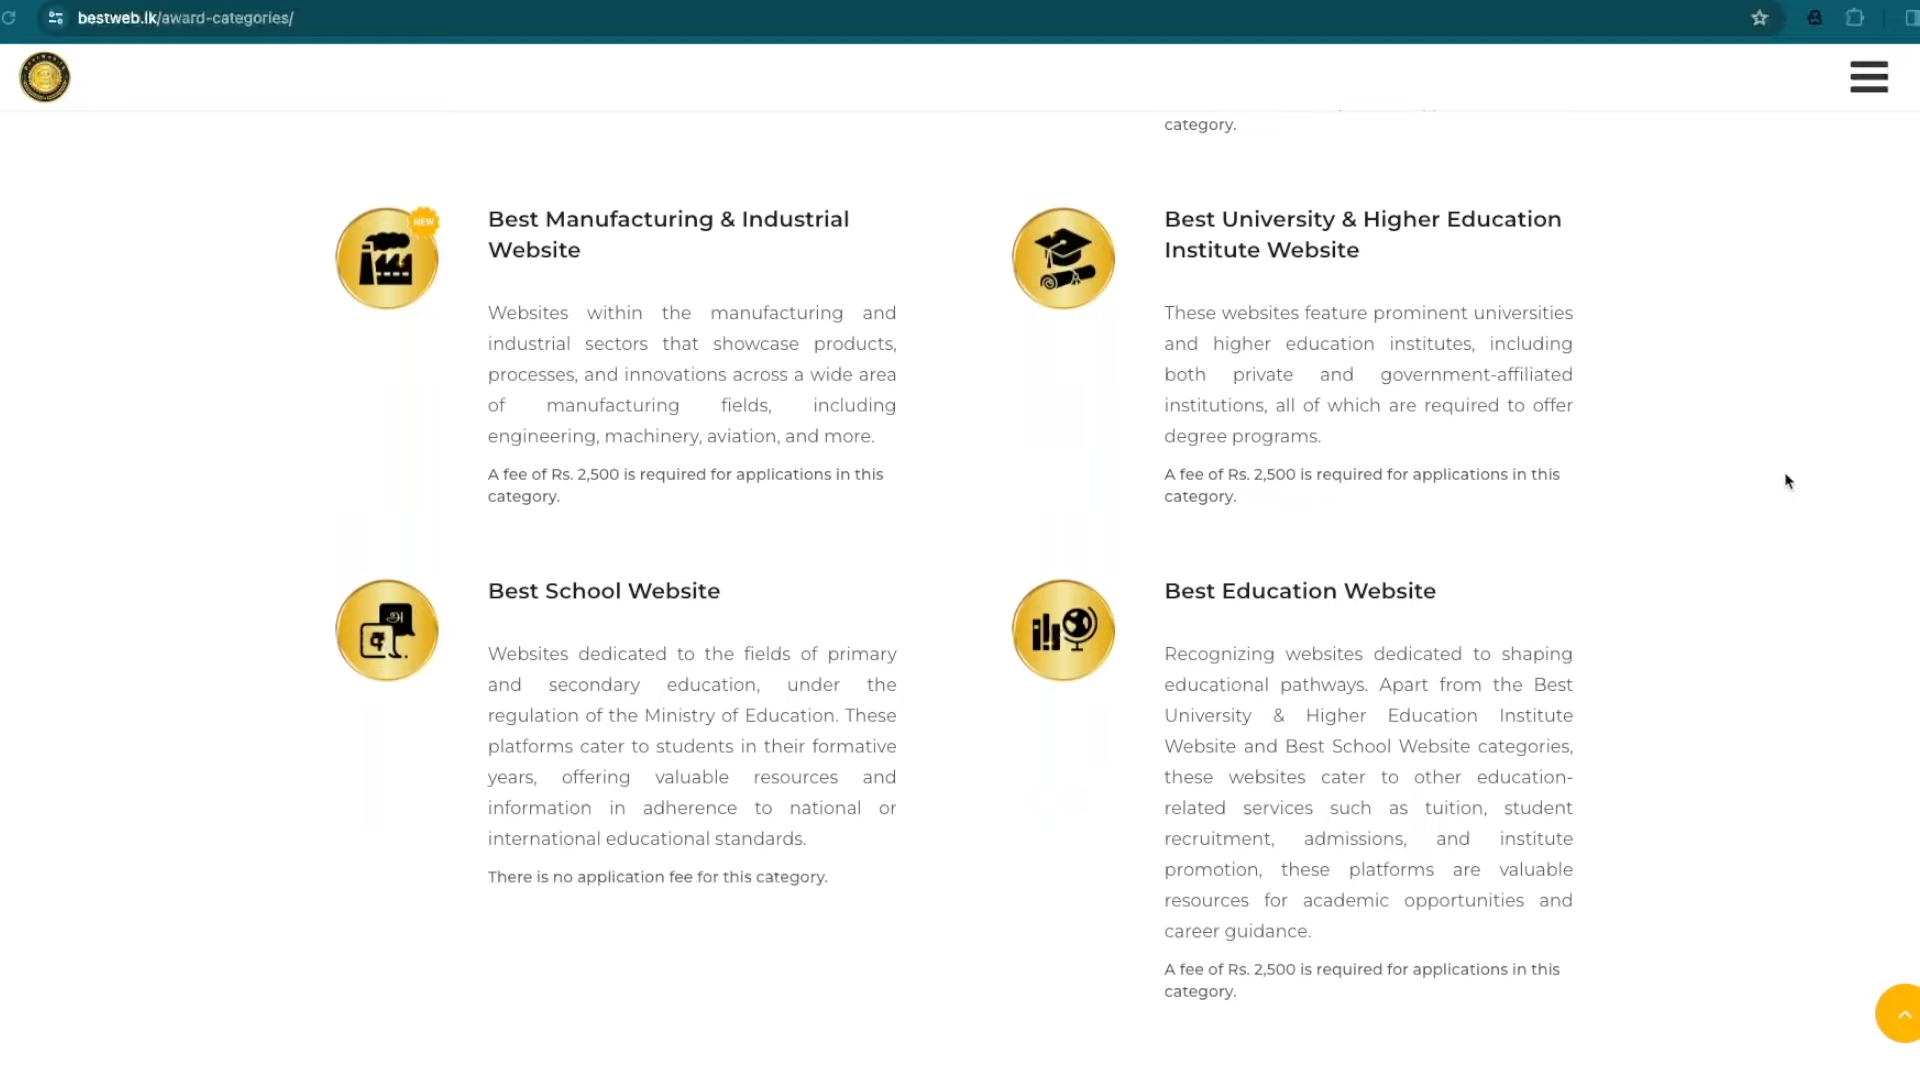 bestweb.lk/award-categories/
category.
NEW
Best Manufacturing & Industrial
Website
Websites within the manufacturing and
industrial sectors that showcase products,
processes, and innovations across a wide area
of manufacturing fields, including
engineering, machinery, aviation, and more.
A fee of Rs. 2,500 is required for applications in this
category.
Best University & Higher Education
Institute Website
These websites feature prominent universities
and higher education institutes, including
both private and government-affiliated
institutions, all of which are required to offer
degree programs.
A fee of Rs. 2,500 is required for applications in this
category.
Best School Website
Websites dedicated to the fields of primary
and secondary education, under the
regulation of the Ministry of Education. These
platforms cater to students in their formative
years, offering valuable resources and
information in adherence to national or
international educational standards.
There is no application fee for this category.
Best Education Website
Recognizing websites dedicated to shaping
educational pathways. Apart from the Best
University & Higher Education Institute
Website and Best School Website categories,
these websites cater to other education-
related services such as tuition, student
recruitment, admissions, and institute
promotion, these platforms are valuable
resources for academic opportunities and
career guidance.
A fee of Rs. 2,500 is required for applications in this
category.